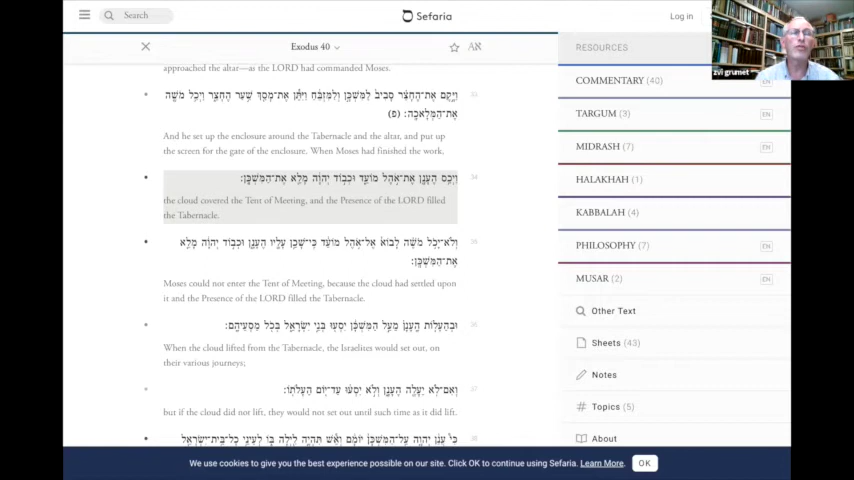 Search
Sefaria
Log in
Exodus 40
אא
approached the altar—as the LORD had commanded Moses.
וַיָּ֣קֶם אֶת־הֶחָצֵ֗ר סָבִיב֙ לַמִּשְׁכָּ֣ן וְלַמִּזְבֵּ֔חַ וַיִּתֵּ֕ן אֶת־מָסַ֖ךְ שַׁ֣עַר הֶחָצֵ֑ר וַיְכַ֥ל מֹשֶׁ֖ה
אֶת־הַמְּלָאכָֽה׃ (פ)
33
And he set up the enclosure around the Tabernacle and the altar, and put up
the screen for the gate of the enclosure. When Moses had finished the work.
וַיְכַ֥ס הֶעָנָ֖ן אֶת־אֹ֣הֶל מוֹעֵ֑ד וּכְב֣וֹד יְהוָ֔ה מָלֵ֖א אֶת־הַמִּשְׁכָּֽן׃
34
the cloud covered the Tent of Meeting, and the Presence of the LORD filled
the Tabernacle.
וְלֹא־יָכֹ֣ל מֹשֶׁ֗ה לָבוֹא֙ אֶל־אֹ֣הֶל מוֹעֵ֔ד כִּֽי־שָׁכַ֥ן עָלָ֖יו הֶעָנָ֑ן וּכְב֣וֹד יְהוָ֔ה מָלֵ֖א
אֶת־הַמִּשְׁכָּֽן׃
35
Moses could not enter the Tent of Meeting, because the cloud had settled upon
it and the Presence of the LORD filled the Tabernacle.
וּבְהֵעָל֤וֹת הֶֽעָנָן֙ מֵעַ֣ל הַמִּשְׁכָּ֔ן יִסְע֖וּ בְּנֵ֣י יִשְׂרָאֵ֑ל בְּכֹ֖ל מַסְעֵיהֶֽם׃
36
When the cloud lifted from the Tabernacle, the Israelites would set out, on
their various journeys;
וְאִם־לֹ֥א יֵעָלֶ֖ה הֶעָנָ֑ן וְלֹ֣א יִסְע֔וּ עַד־י֖וֹם הֵעָלֹתֽוֹ׃
37
but if the cloud did not lift, they would not set out until such time as it did lift.
כִּי֩ עֲנַ֨ן יְהוָ֤ה עַֽל־הַמִּשְׁכָּן֙ יוֹמָ֔ם וְאֵ֕שׁ תִּהְיֶ֥ה לַ֖יְלָה בּ֑וֹ לְעֵינֵ֥י כָל־בֵּֽית־יִשְׂרָאֵ֖ל
38
RESOURCES
COMMENTARY (40) EN
TARGUM (3) EN
MIDRASH (7) EN
HALAKHAH (1)
KABBALAH (4)
PHILOSOPHY (7) EN
MUSAR (2) EN
Other Text
Sheets (43)
Notes
Topics (5)
About
zvi grumet
We use cookies to give you the best experience possible on our site. Click OK to continue using Sefaria. Learn More.
OK